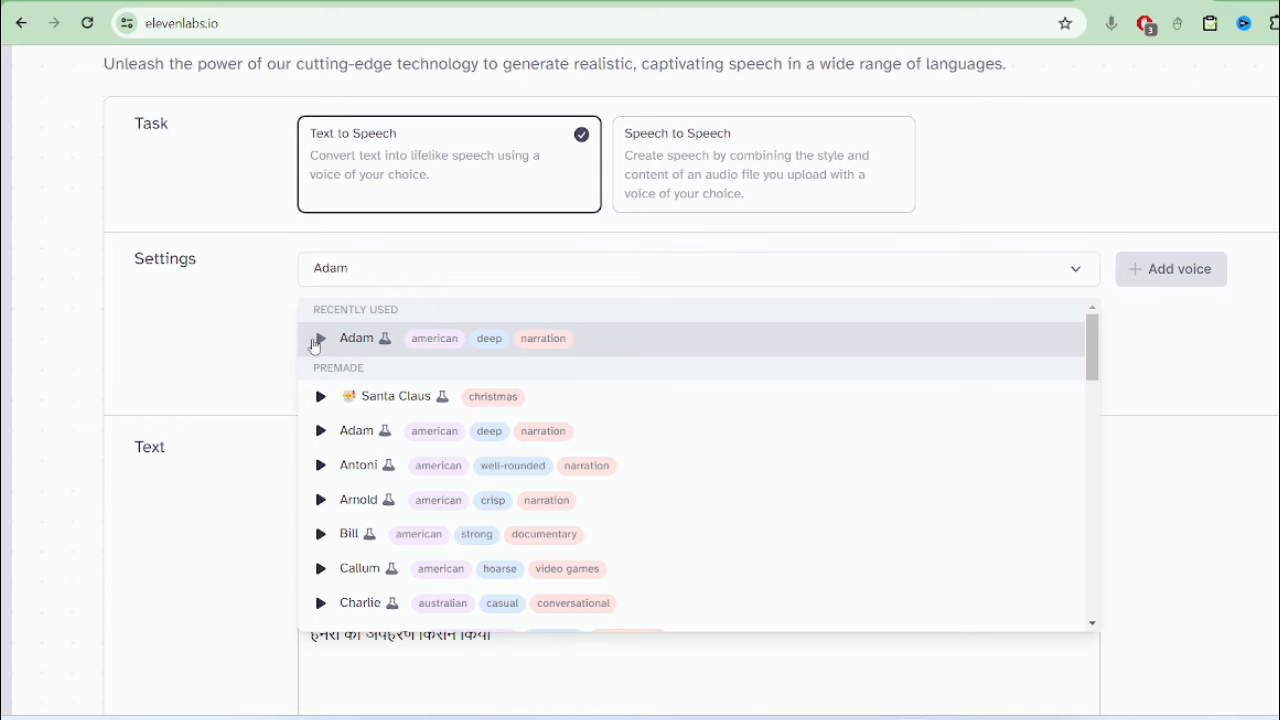 elevenlabs.io
3
Unleash the power of our cutting-edge technology to generate realistic, captivating speech in a wide range of languages.
Task
Text to Speech
Convert text into lifelike speech using a
voice of your choice.
Speech to Speech
Create speech by combining the style and
content of an audio file you upload with a
voice of your choice.
Settings
Adam
+ Add voice
RECENTLY USED
Adam american deep narration
PREMADE
Santa Claus christmas
Adam american deep narration
Antoni american well-rounded narration
Arnold american crisp narration
Bill american strong documentary
Callum american hoarse video games
Charlie australian casual conversational
Text